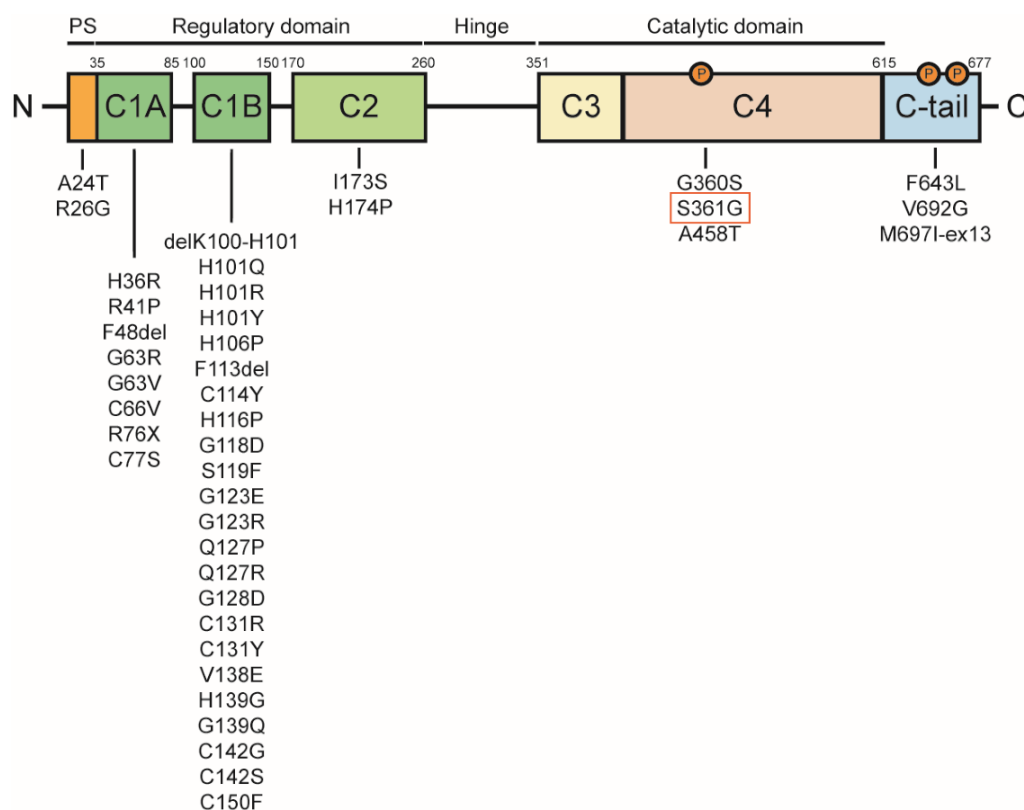 PS Regulatory domain Hinge Catalytic domain
35 85 100 150 170 260 351 615 677
P P P
N C1A C1B C2 C3 C4 C-tail C
A24T
R26G
H36R
R41P
F48del
G63R
G63V
C66V
R76X
C77S
delK100-H101
H101Q
H101R
H101Y
H106P
F113del
C114Y
H116P
G118D
S119F
G123E
G123R
Q127P
Q127R
G128D
C131R
C131Y
V138E
H139G
G139Q
C142G
C142S
C150F
I173S
H174P
G360S
S361G
A458T
F643L
V692G
M697I-ex13